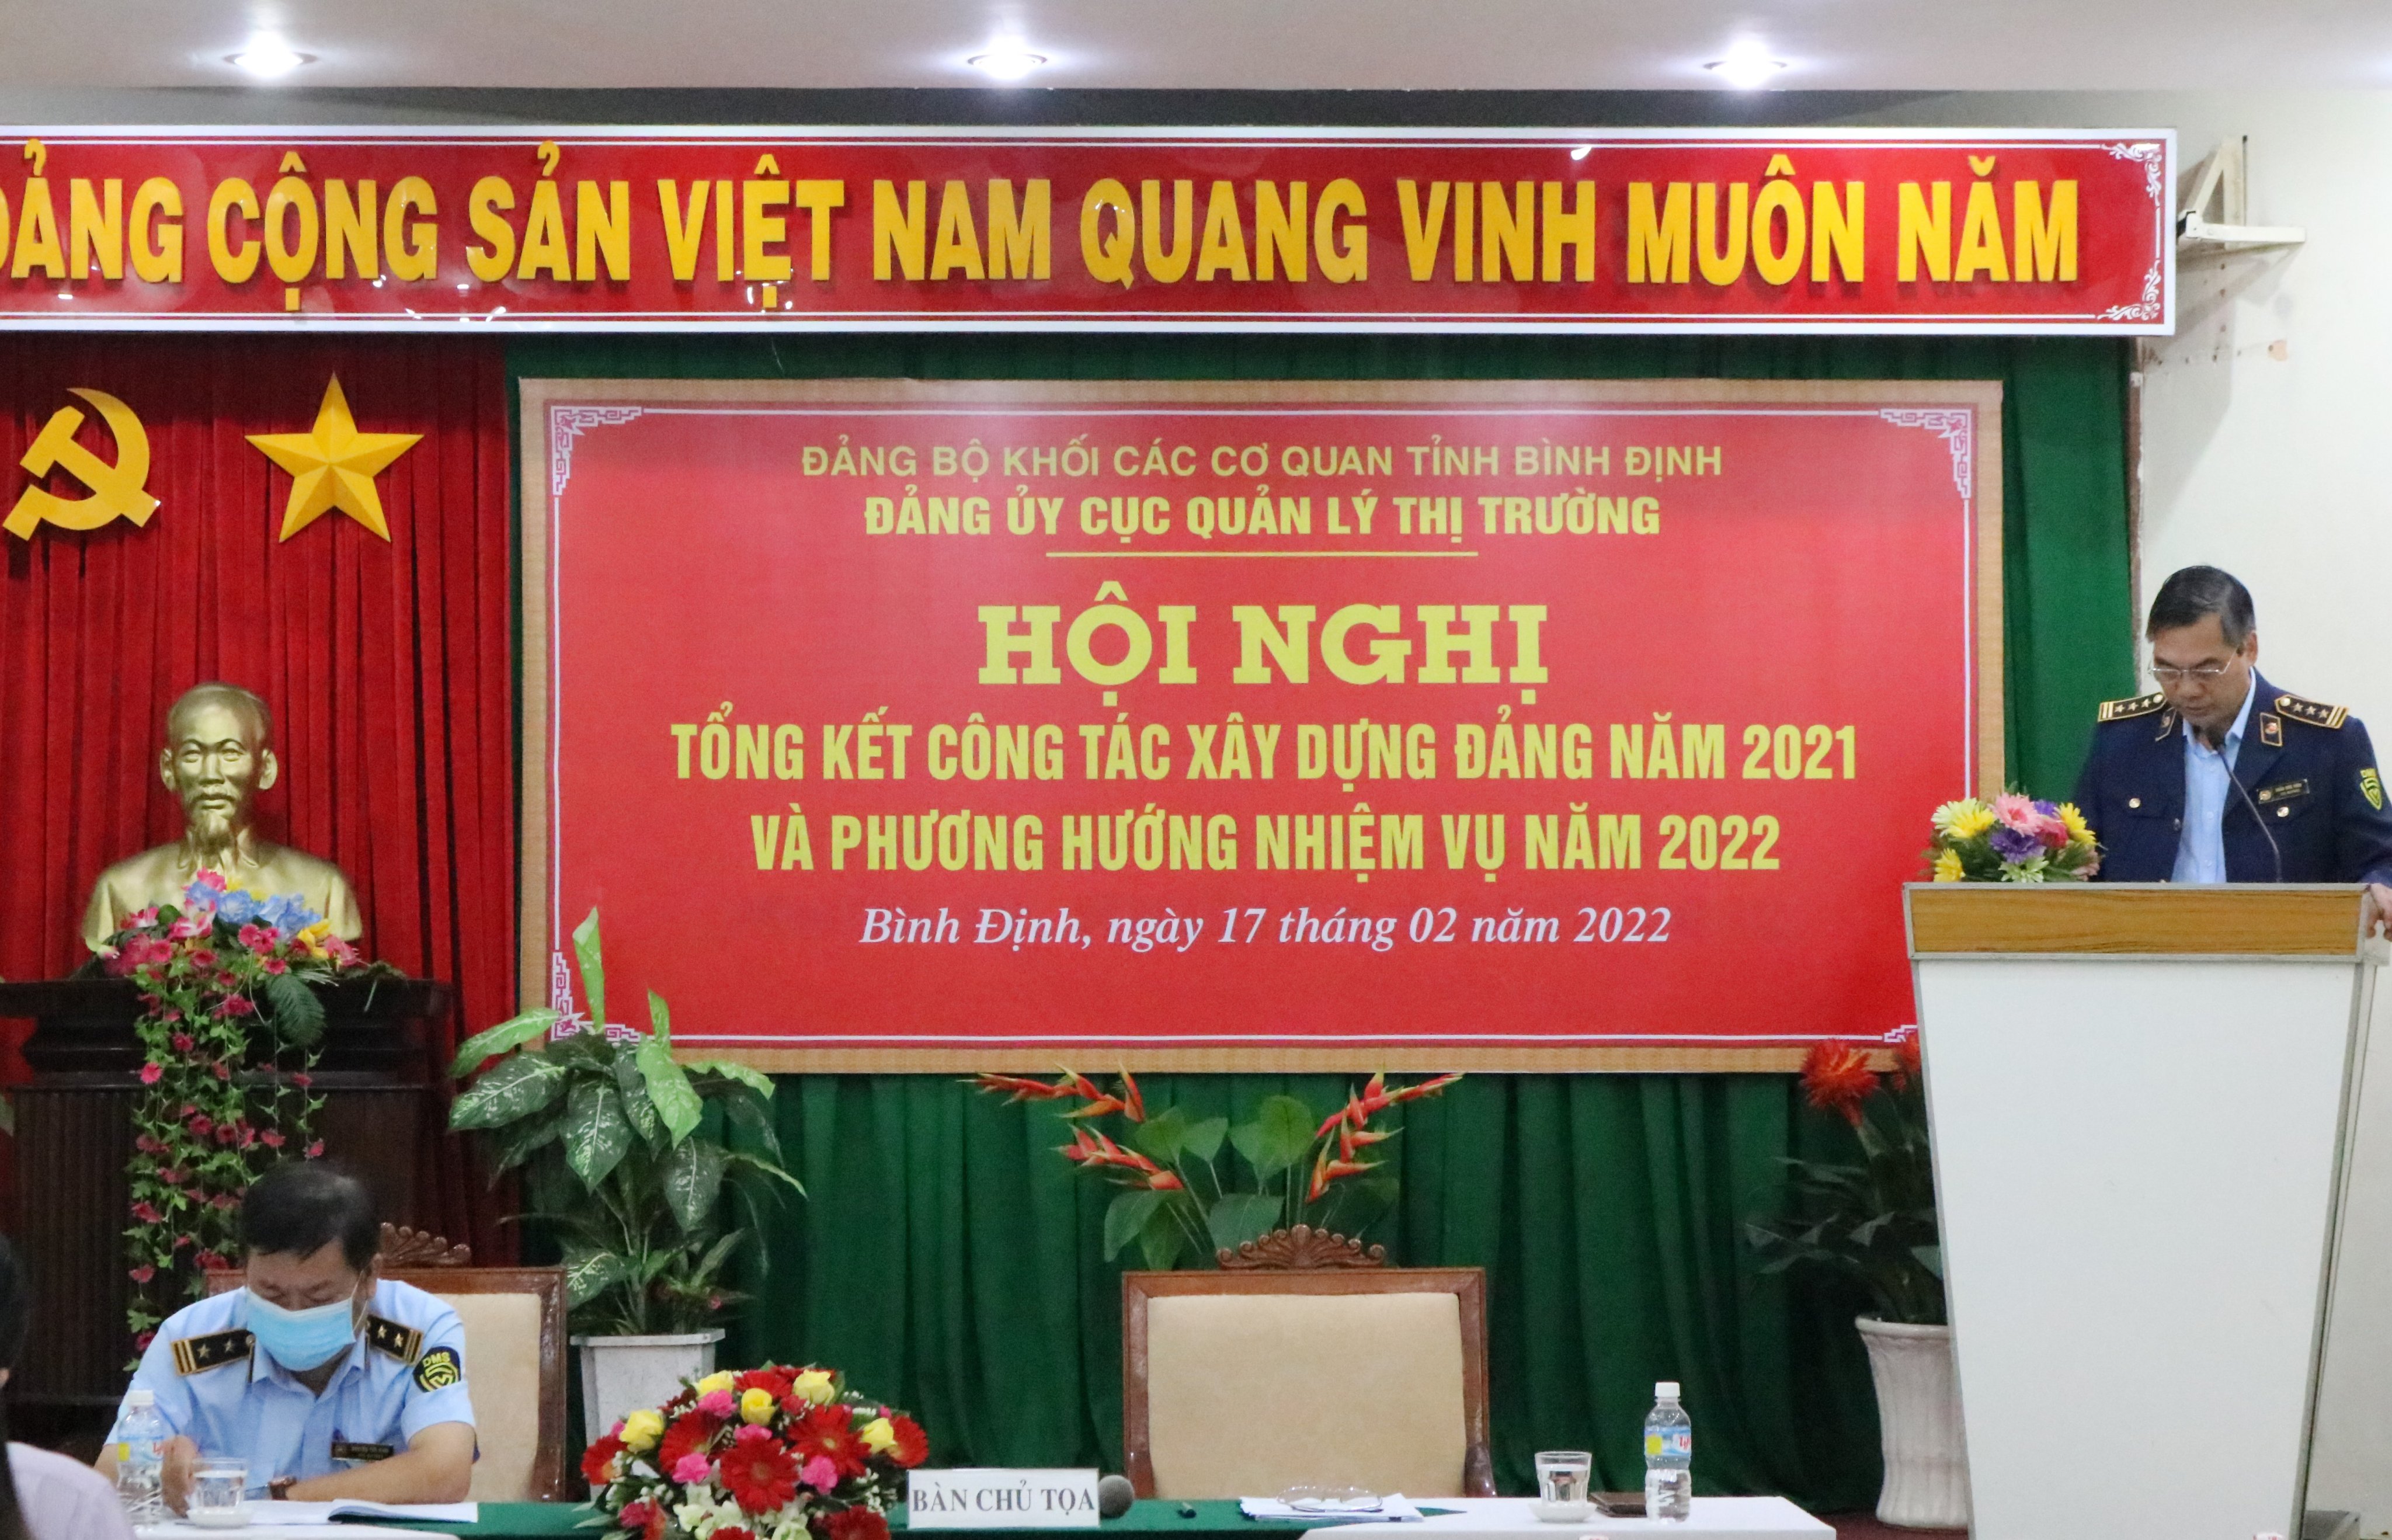 ĐẢNG CỘNG SẢN VIỆT NAM QUANG VINH MUÔN NĂM
ĐẢNG BỘ KHỐI CÁC CƠ QUAN TỈNH BÌNH ĐỊNH
ĐẢNG ỦY CỤC QUẢN LÝ THỊ TRƯỜNG
HỘI NGHỊ
TỔNG KẾT CÔNG TÁC XÂY DỰNG ĐẢNG NĂM 2021
VÀ PHƯƠNG HƯỚNG NHIỆM VỤ NĂM 2022
Bình Định, ngày 17 tháng 02 năm 2022
DMS
DMS
BÀN CHỦ TỌA